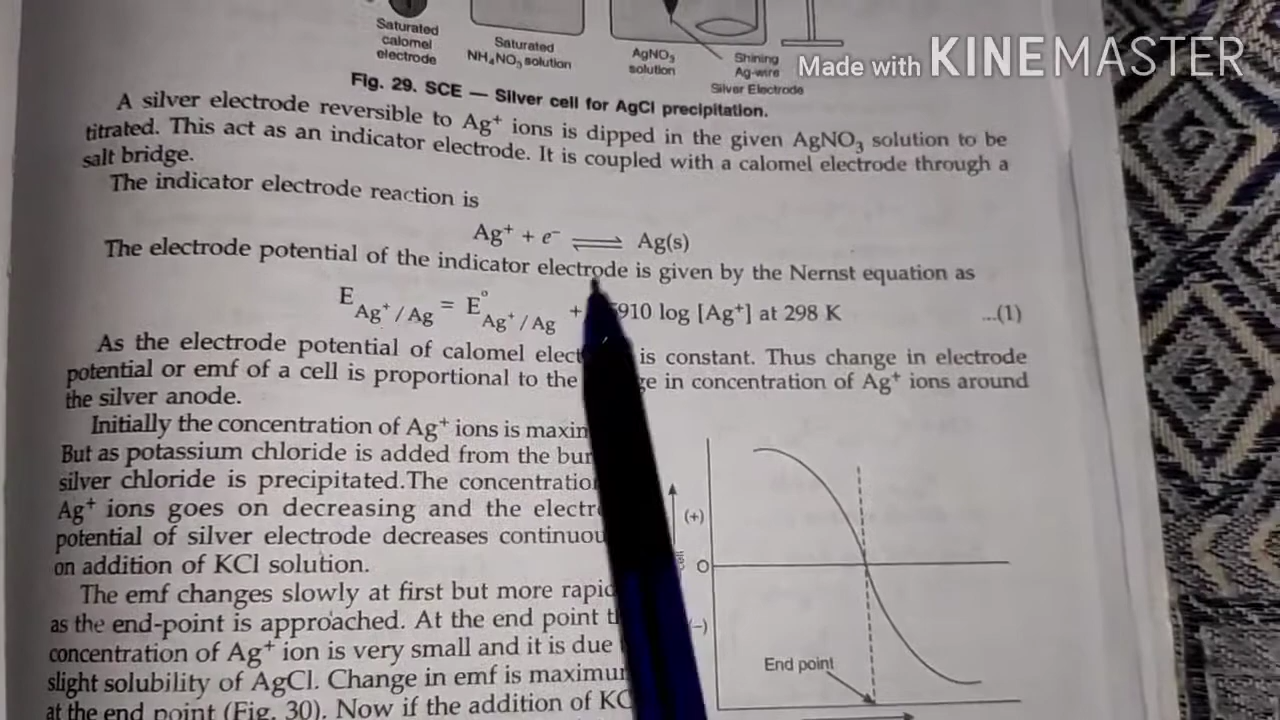 Saturated
calomel
electrode
Saturated
NH₄NO₃ solution
AgNO₃
solution
Shining
Ag-wire
Silver Electrode
Made with KINEMASTER
Fig. 29. SCE — Silver cell for AgCl precipitation.
A silver electrode reversible to Ag⁺ ions is dipped in the given AgNO₃ solution to be
titrated. This act as an indicator electrode. It is coupled with a calomel electrode through a
salt bridge.
The indicator electrode reaction is
Ag⁺ + e⁻ ⇌ Ag(s)
The electrode potential of the indicator electrode is given by the Nernst equation as
E Ag⁺ / Ag = E° Ag⁺ / Ag + 910 log [Ag⁺] at 298 K ...(1)
As the electrode potential of calomel elect is constant. Thus change in electrode
potential or emf of a cell is proportional to the in concentration of Ag⁺ ions around
the silver anode.
Initially the concentration of Ag⁺ ions is
But as potassium chloride is added from the
silver chloride is precipitated.The
Ag⁺ ions goes on decreasing and the
potential of silver electrode decreases
on addition of KCl solution.
The emf changes slowly at first but more
as the end-point is approached. At the end point
concentration of Ag⁺ ion is very small and it is due
slight solubility of AgCl. Change in emf is
at the end point (Fig. 30). Now if the addition of
(+)
O
(–)
End point